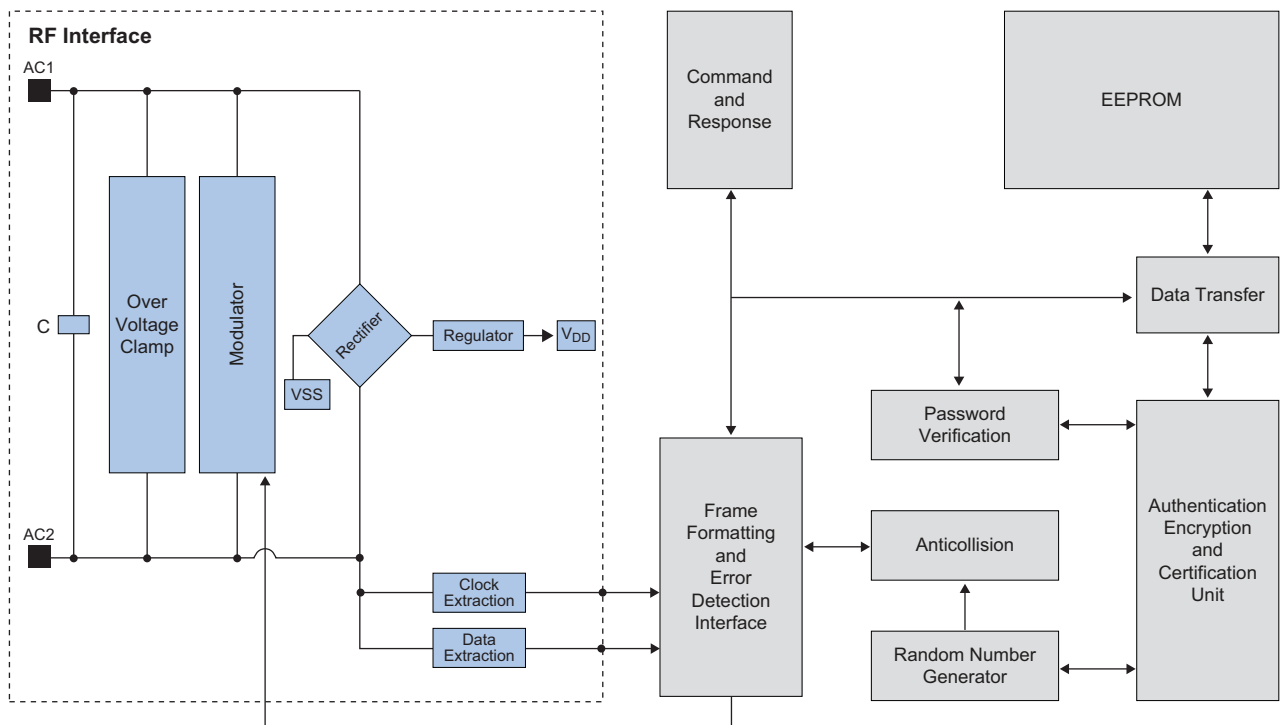 RF Interface
AC1
C
Over
Voltage
Clamp
Modulator
Rectifier
VSS
Regulator
VDD
AC2
Clock
Extraction
Data
Extraction
Command
and
Response
EEPROM
Data Transfer
Password
Verification
Frame
Formatting
and
Error
Detection
Interface
Anticollision
Random Number
Generator
Authentication
Encryption
and
Certification
Unit